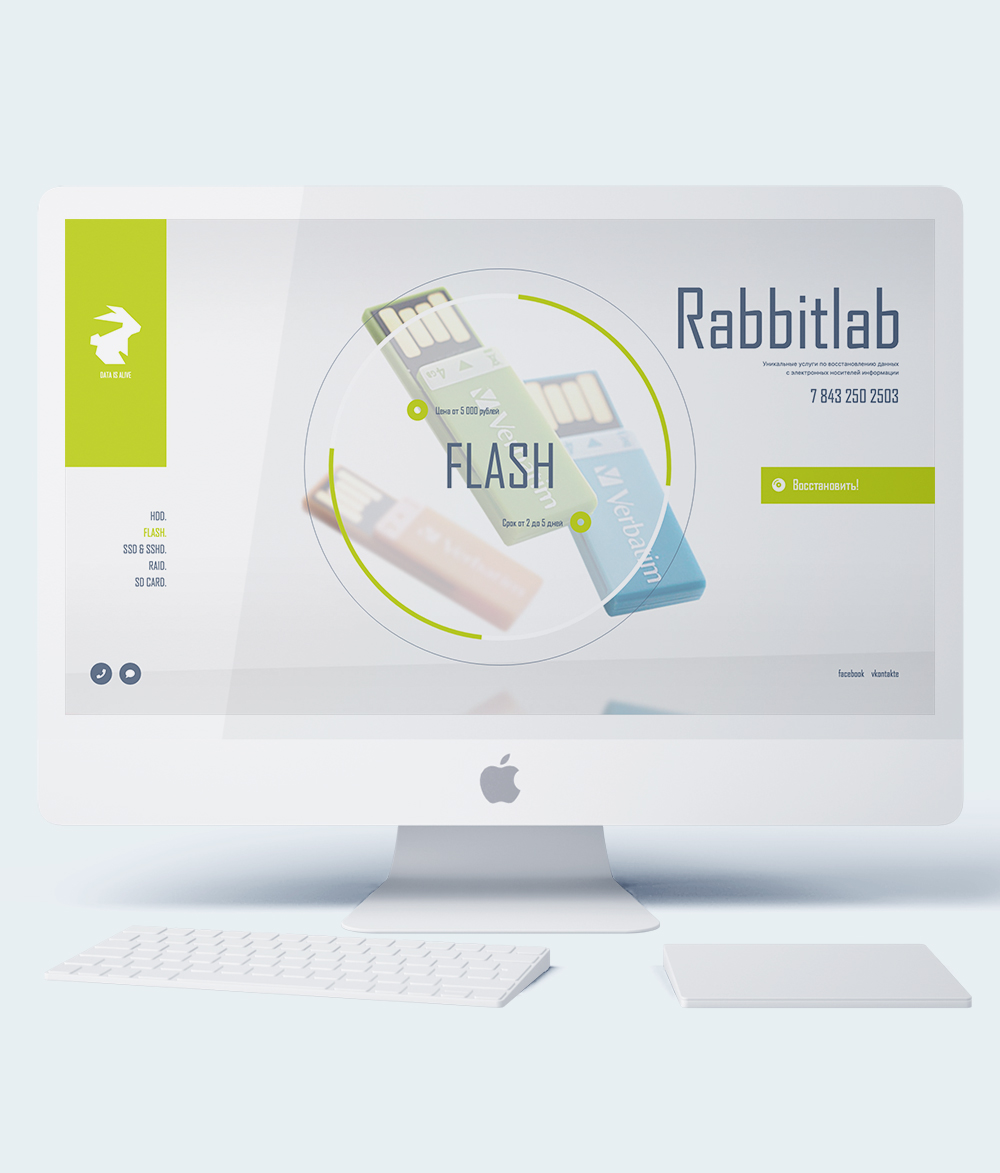 DATA IS ALIVE
HDD.
FLASH.
SSD & SSHD.
RAID.
SD CARD.
Цена от 5 000 рублей
FLASH
Срок от 2 до 5 дней
Verbatim
Verbatim
Verbatim
Rabbitlab
Уникальные услуги по восстановлению данных
с электронных носителей информации
7 843 250 2503
Восстановить!
facebook vkontakte